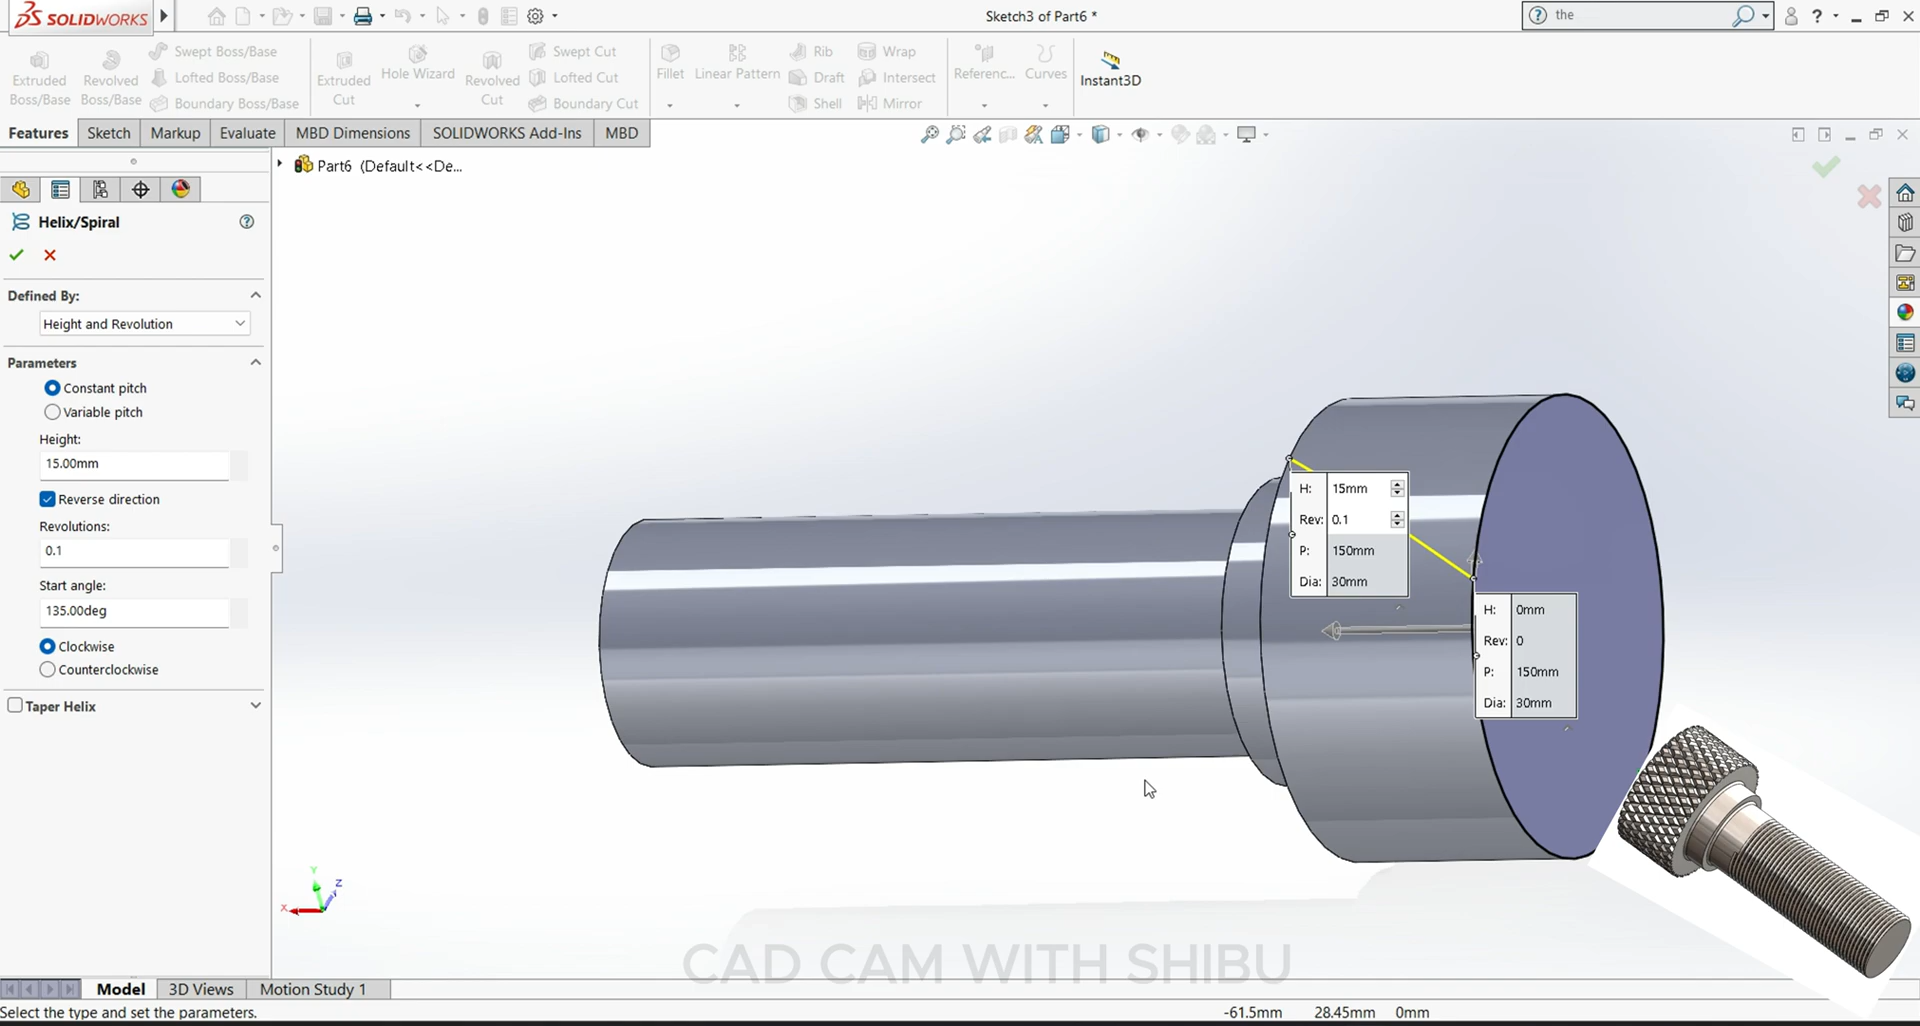 SOLIDWORKS
Sketch3 of Part6 *
the
?
Extruded Boss/Base
Revolved Boss/Base
Swept Boss/Base
Lofted Boss/Base
Boundary Boss/Base
Extruded Cut
Hole Wizard
Revolved Cut
Swept Cut
Lofted Cut
Boundary Cut
Fillet
Linear Pattern
Rib
Draft
Shell
Wrap
Intersect
Mirror
Referenc...
Curves
Instant3D
Features
Sketch
Markup
Evaluate
MBD Dimensions
SOLIDWORKS Add-Ins
MBD
Part6 (Default<<De...
Helix/Spiral
Defined By:
Height and Revolution
Parameters
Constant pitch
Variable pitch
Height:
15.00mm
Reverse direction
Revolutions:
0.1
Start angle:
135.00deg
Clockwise
Counterclockwise
Taper Helix
H: 15mm
Rev: 0.1
P: 150mm
Dia: 30mm
H: 0mm
Rev: 0
P: 150mm
Dia: 30mm
Y
Z
X
CAD CAM WITH SHIBU
Model
3D Views
Motion Study 1
Select the type and set the parameters.
-61.5mm 28.45mm 0mm